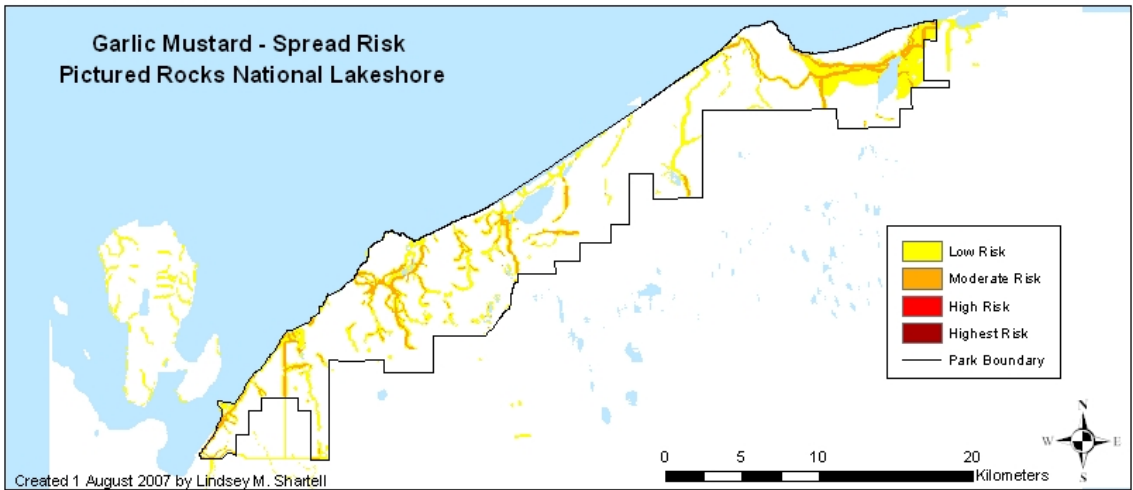 Garlic Mustard - Spread Risk
Pictured Rocks National Lakeshore
Low Risk
Moderate Risk
High Risk
Highest Risk
Park Boundary
N
W E
S
0 5 10 20
Kilometers
Created 1 August 2007 by Lindsey M. Shartell